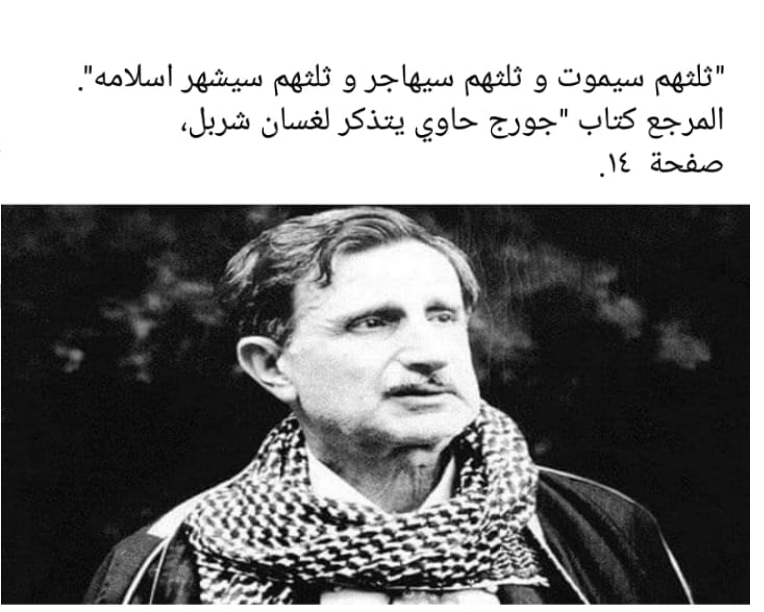 "ثلثهم سيموت و ثلثهم سيهاجر و ثلثهم سيشهر اسلامه".
المرجع كتاب "جورج حاوي يتذكر لغسان شربل،
صفحة ١٤.